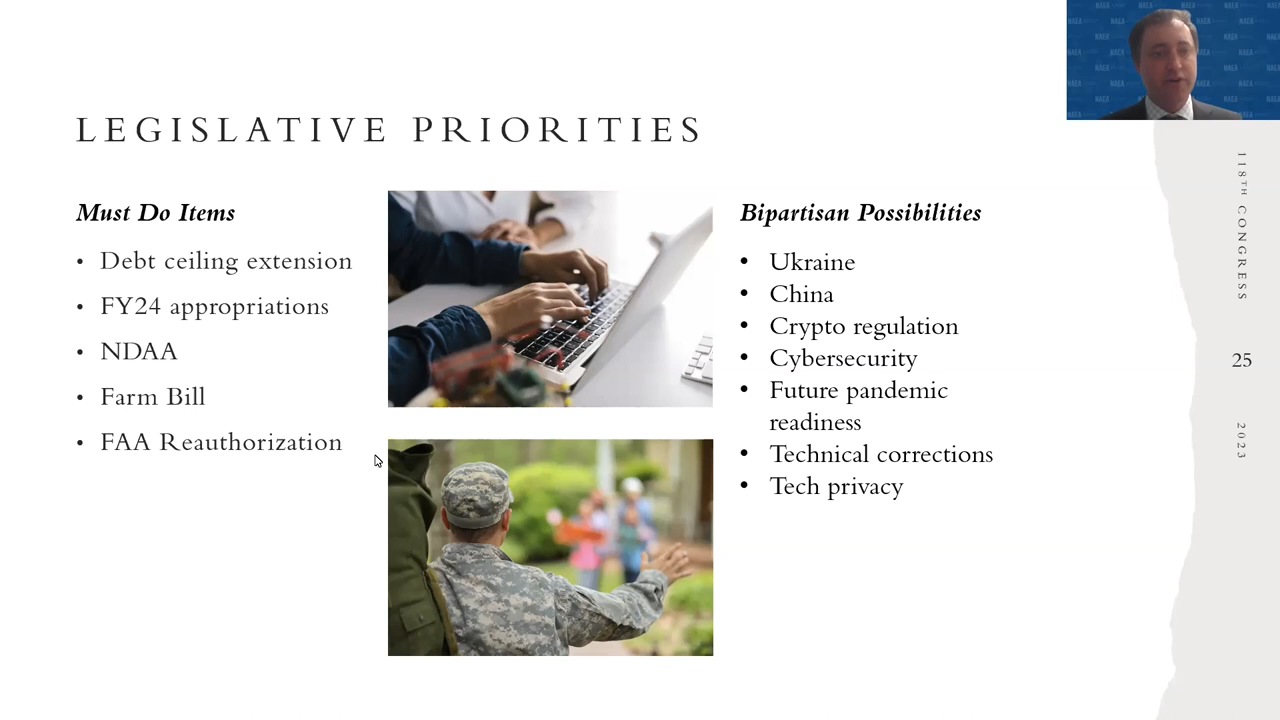 LEGISLATIVE PRIORITIES
Must Do Items
• Debt ceiling extension
• FY24 appropriations
• NDAA
• Farm Bill
• FAA Reauthorization
Bipartisan Possibilities
• Ukraine
• China
• Crypto regulation
• Cybersecurity
• Future pandemic
readiness
• Technical corrections
• Tech privacy
118TH CONGRESS
25
2023
NAEA